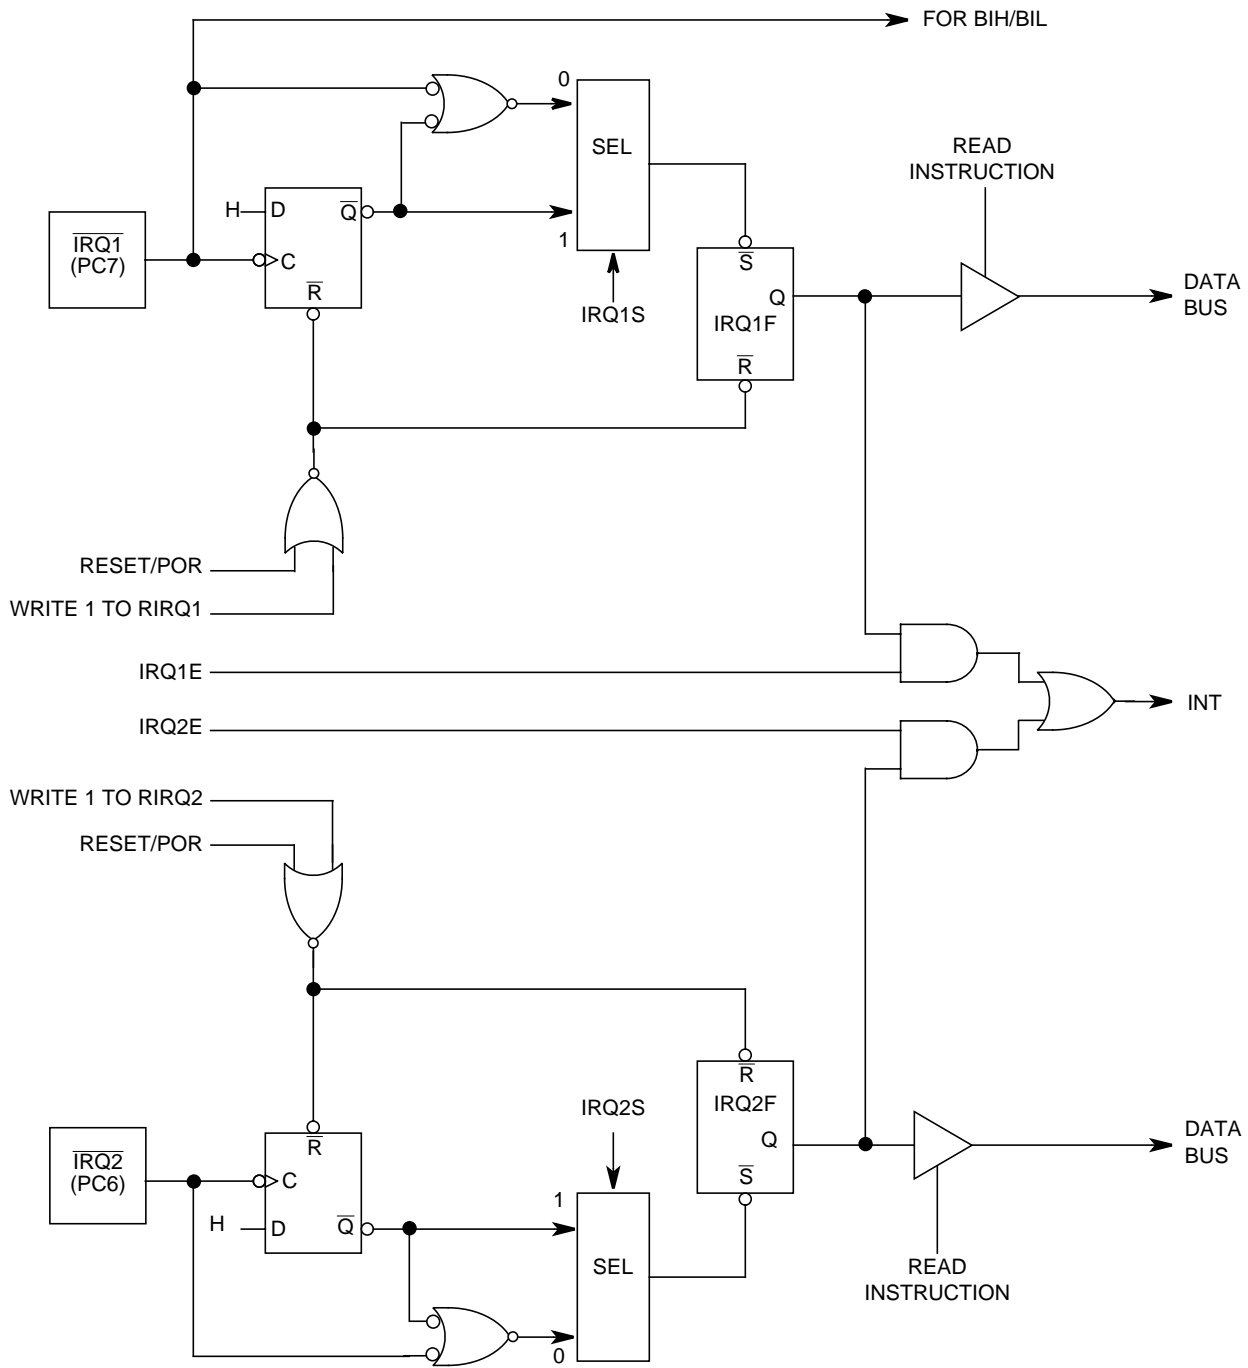 FOR BIH/BIL
0
SEL
READ
INSTRUCTION
H
D
Q̅
I̅R̅Q̅1̅
(PC7)
C
R̅
1
S̅
Q
IRQ1F
R̅
DATA
BUS
IRQ1S
RESET/POR
WRITE 1 TO RIRQ1
IRQ1E
INT
IRQ2E
WRITE 1 TO RIRQ2
RESET/POR
R̅
IRQ2F
IRQ2S
Q
DATA
BUS
R̅
I̅R̅Q̅2̅
(PC6)
C
S̅
1
H
D
Q̅
SEL
READ
INSTRUCTION
0